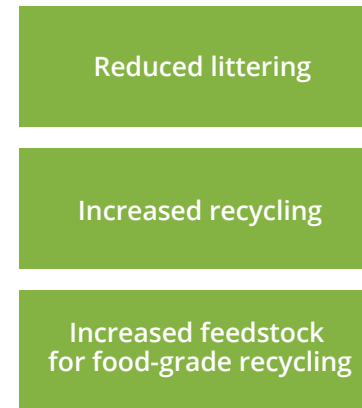 Reduced littering
Increased recycling
Increased feedstock
for food-grade recycling